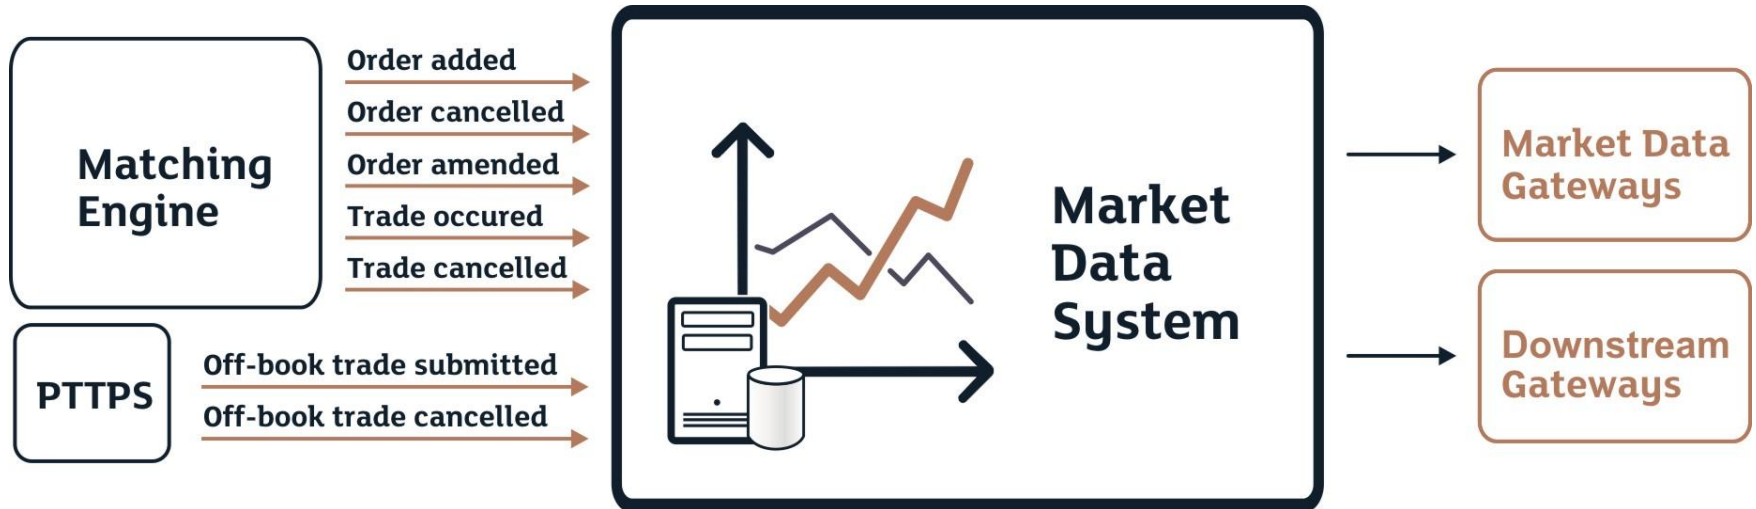 Matching
Engine
Order added
Order cancelled
Order amended
Trade occured
Trade cancelled
PTTPS
Off-book trade submitted
Off-book trade cancelled
Market
Data
System
Market Data
Gateways
Downstream
Gateways